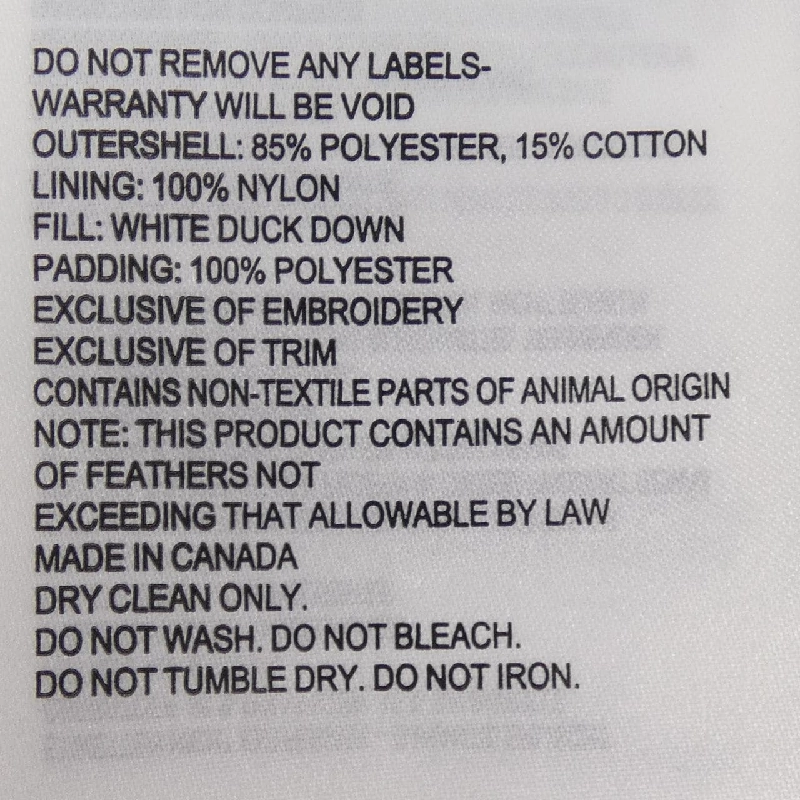 DO NOT REMOVE ANY LABELS-
WARRANTY WILL BE VOID
OUTERSHELL: 85% POLYESTER, 15% COTTON
LINING: 100% NYLON
FILL: WHITE DUCK DOWN
PADDING: 100% POLYESTER
EXCLUSIVE OF EMBROIDERY
EXCLUSIVE OF TRIM
CONTAINS NON-TEXTILE PARTS OF ANIMAL ORIGIN
NOTE: THIS PRODUCT CONTAINS AN AMOUNT
OF FEATHERS NOT
EXCEEDING THAT ALLOWABLE BY LAW
MADE IN CANADA
DRY CLEAN ONLY.
DO NOT WASH. DO NOT BLEACH.
DO NOT TUMBLE DRY. DO NOT IRON.